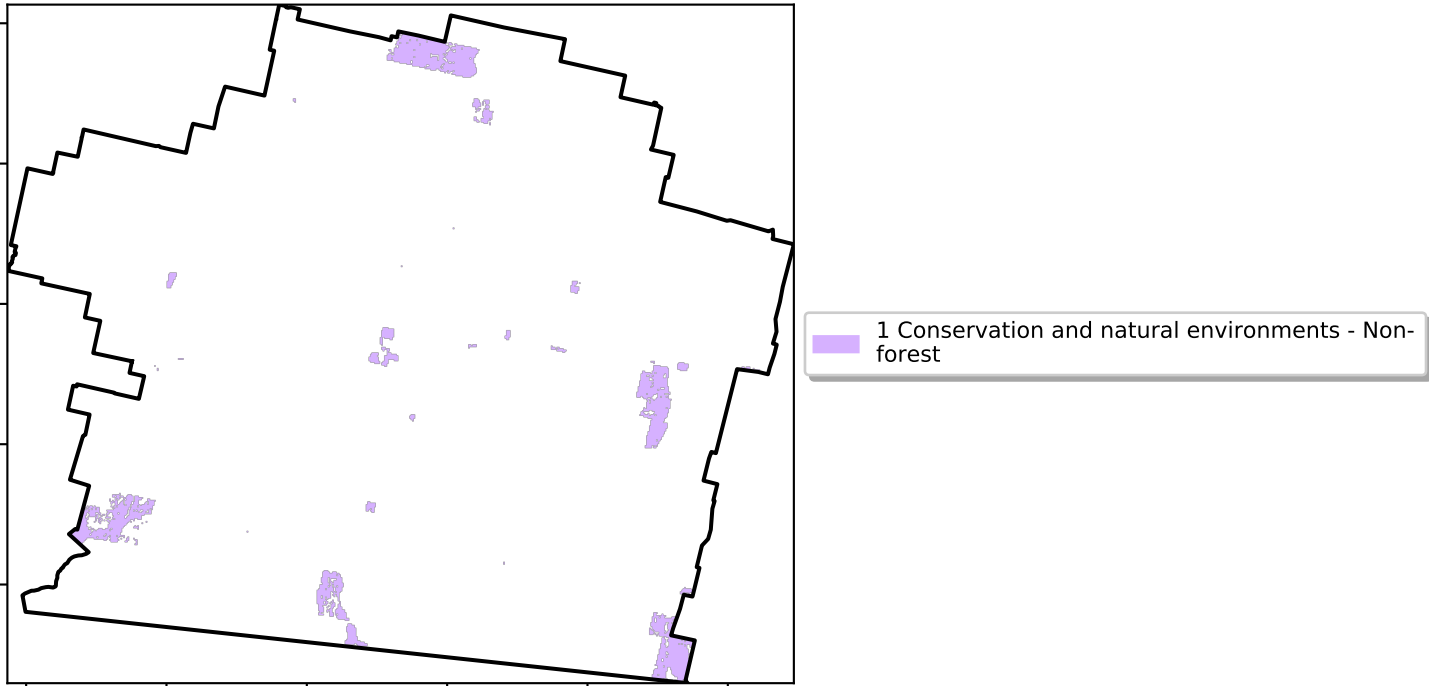 1 Conservation and natural environments - Non-
forest